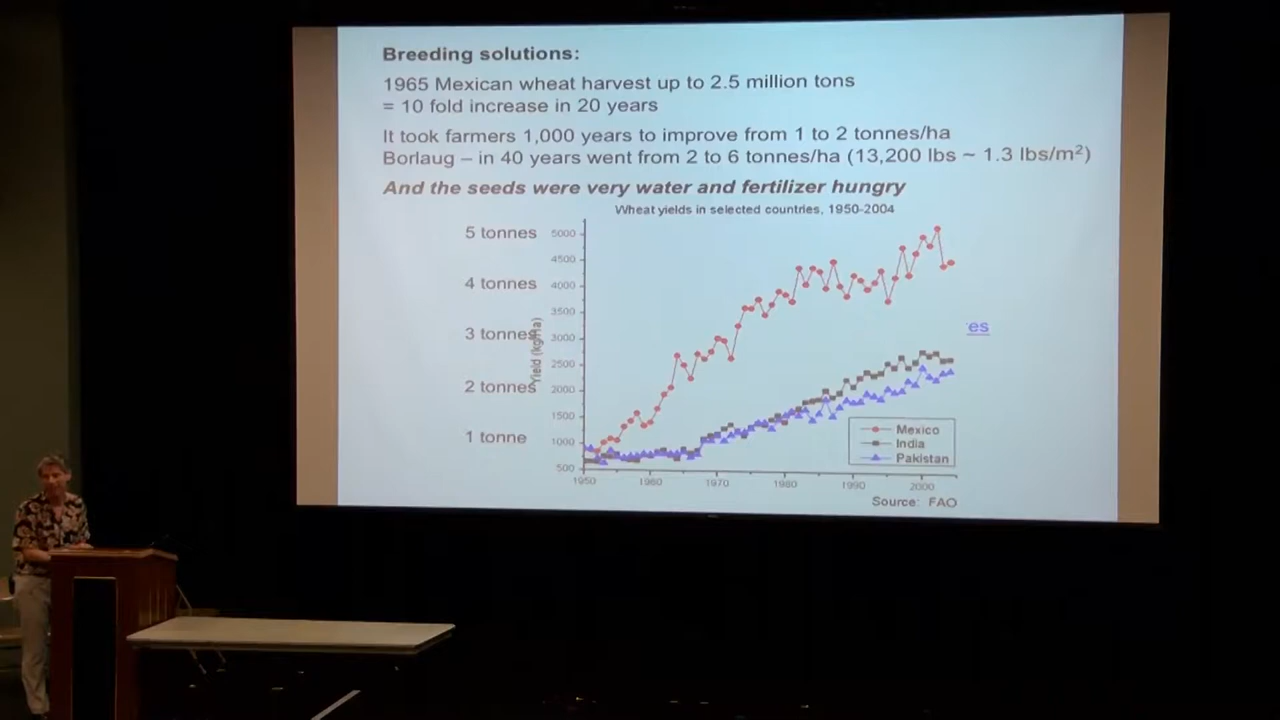 Breeding solutions:
1965 Mexican wheat harvest up to 2.5 million tons
= 10 fold increase in 20 years
It took farmers 1,000 years to improve from 1 to 2 tonnes/ha
Borlaug – in 40 years went from 2 to 6 tonnes/ha (13,200 lbs ~ 1.3 lbs/m²)
And the seeds were very water and fertilizer hungry
Wheat yields in selected countries, 1950-2004
5 tonnes
4 tonnes
3 tonnes
2 tonnes
1 tonne
Yield (kg/Ha)
5000
4500
4000
3500
3000
2500
2000
1500
1000
500
1950 1960 1970 1980 1990 2000
es
Mexico
India
Pakistan
Source: FAO